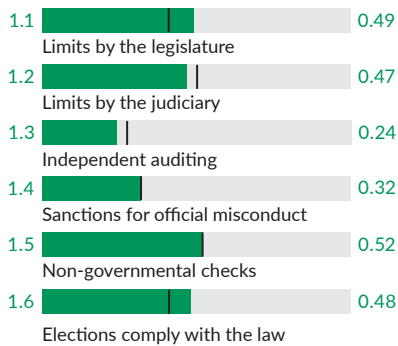 1.1 0.49
Limits by the legislature
1.2 0.47
Limits by the judiciary
1.3 0.24
Independent auditing
1.4 0.32
Sanctions for official misconduct
1.5 0.52
Non-governmental checks
1.6 0.48
Elections comply with the law